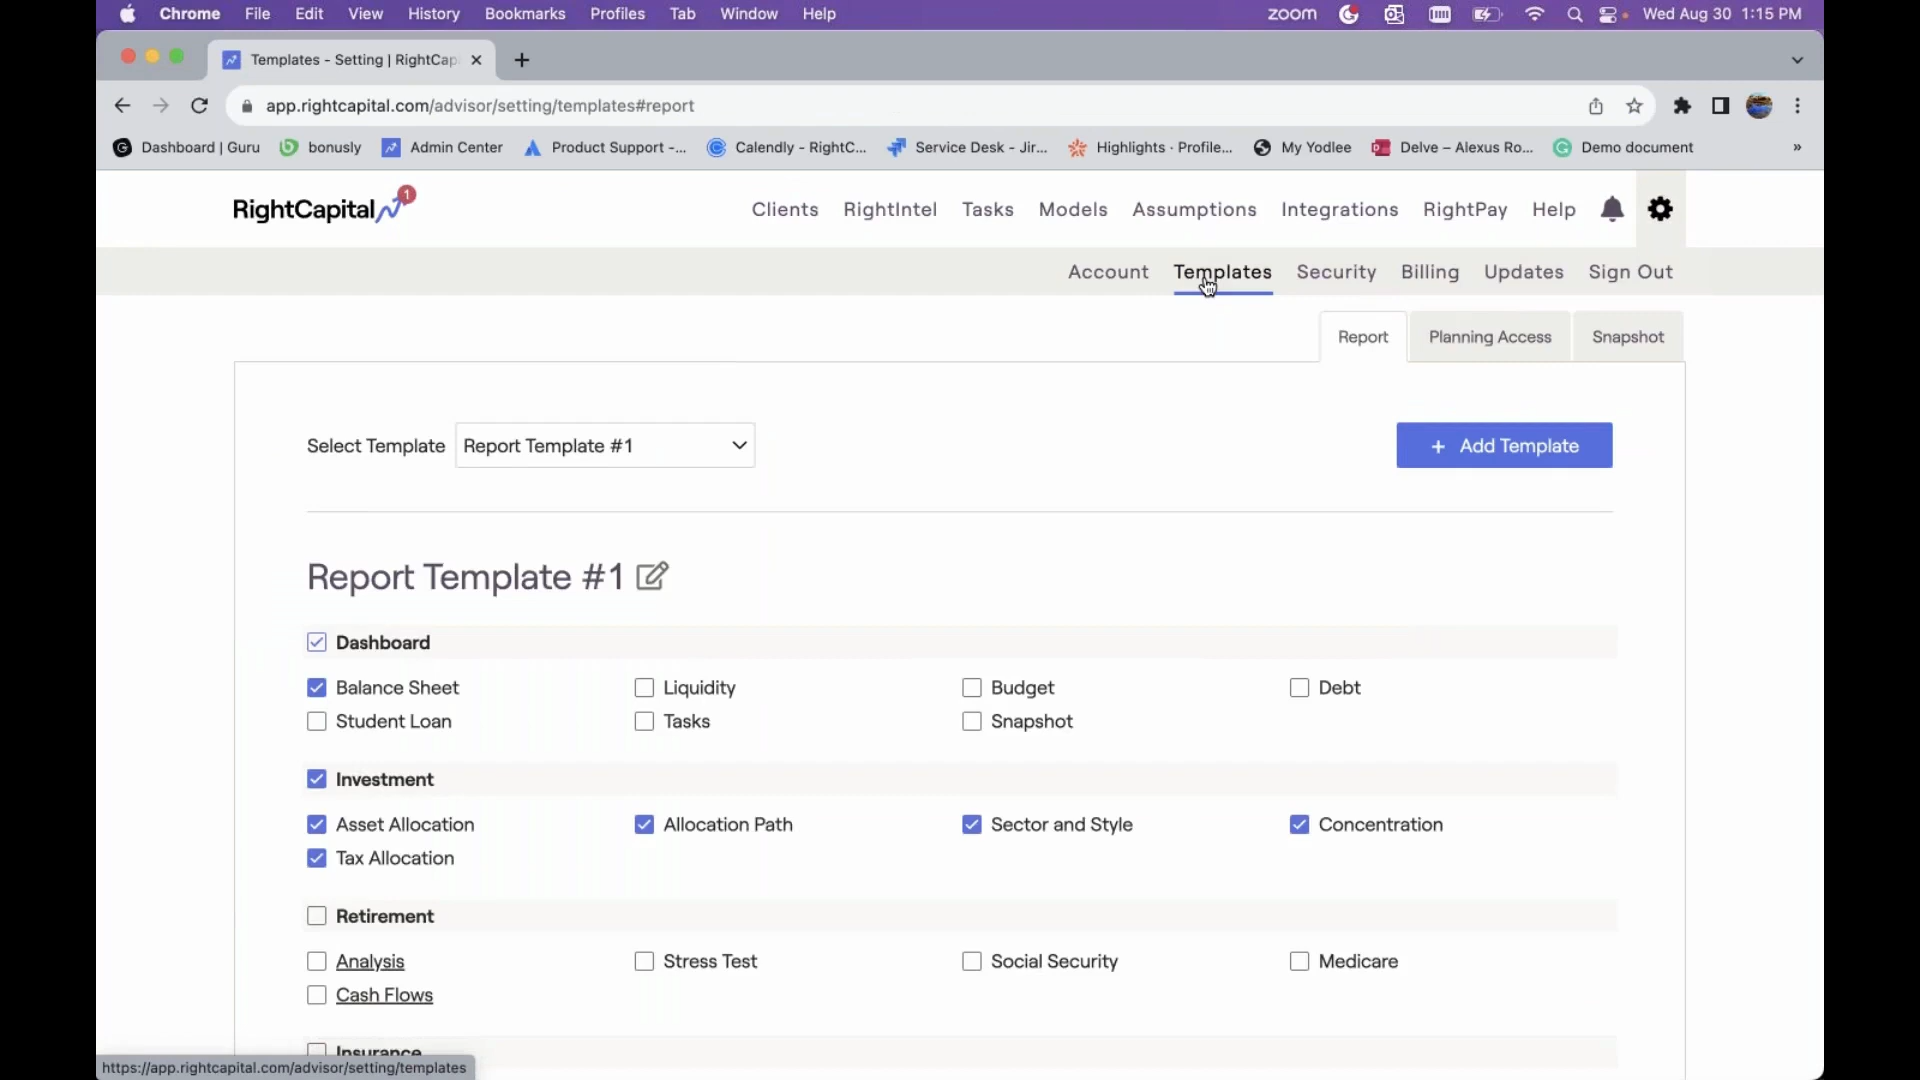 Chrome File Edit View History Bookmarks Profiles Tab Window Help zoom Wed Aug 30 1:15 PM
Templates - Setting | RightCap
app.rightcapital.com/advisor/setting/templates#report
Dashboard | Guru bonusly Admin Center Product Support -... Calendly - RightC... Service Desk - Jir... Highlights · Profile... My Yodlee Delve – Alexus Ro... Demo document »
RightCapital 1 Clients RightIntel Tasks Models Assumptions Integrations RightPay Help
Account Templates Security Billing Updates Sign Out
Report Planning Access Snapshot
Select Template Report Template #1 + Add Template
Report Template #1
Dashboard
Balance Sheet Liquidity Budget Debt
Student Loan Tasks Snapshot
Investment
Asset Allocation Allocation Path Sector and Style Concentration
Tax Allocation
Retirement
Analysis Stress Test Social Security Medicare
Cash Flows
Insurance
https://app.rightcapital.com/advisor/setting/templates